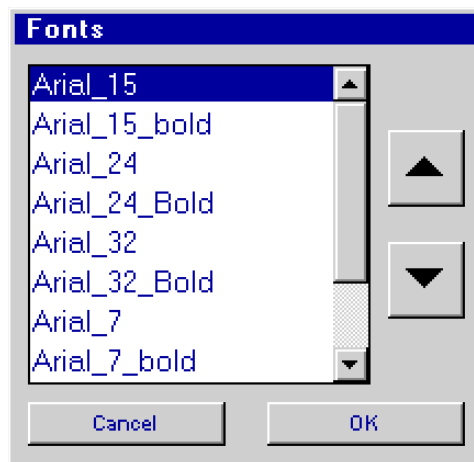 Fonts
Arial_15
Arial_15_bold
Arial_24
Arial_24_Bold
Arial_32
Arial_32_Bold
Arial_7
Arial_7_bold
Cancel OK